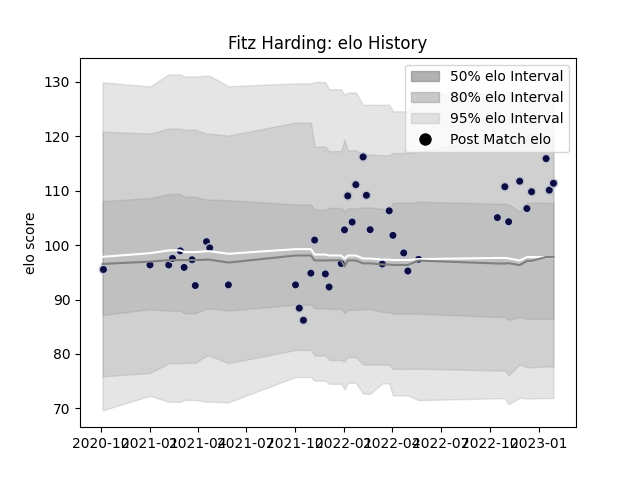 Fitz Harding: elo History
50% elo Interval
80% elo Interval
95% elo Interval
Post Match elo
elo score
130
120
110
100
90
80
70
2020-10 2021-01 2021-04 2021-07 2021-10 2022-01 2022-04 2022-07 2022-10 2023-01